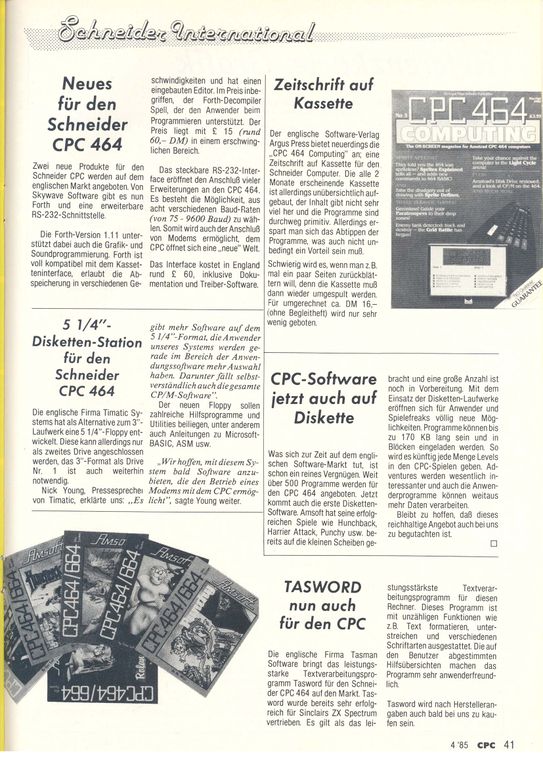 Schneider International
Neues
für den
Schneider
CPC 464
Zwei neue Produkte für den
Schneider CPC werden auf dem
englischen Markt angeboten. Von
Skywave Software gibt es nun
Forth und eine erweiterbare
RS-232-Schnittstelle.
Die Forth-Version 1.11 unter-
stützt dabei auch die Grafik- und
Soundprogrammierung. Forth ist
voll kompatibel mit dem Kasset-
teninterface, erlaubt die Ab-
speicherung in verschiedenen Ge-
schwindigkeiten und hat einen
eingebauten Editor. Im Preis inbe-
griffen, der Forth-Decompiler
Spell, der den Anwender beim
Programmieren unterstützt. Der
Preis liegt mit £ 15 (rund
60,– DM) in einem erschwing-
lichen Bereich.
Das steckbare RS-232-Inter-
face eröffnet den Anschluß vieler
Erweiterungen an den CPC 464.
Es besteht die Möglichkeit, aus
acht verschiedenen Baud-Raten
(von 75 - 9600 Baud) zu wäh-
len. Somit wird auch der Anschluß
von Modems ermöglicht, dem
CPC öffnet sich eine „neue" Welt.
Das Interface kostet in England
rund £ 60, inklusive Doku-
mentation und Treiber-Software.
5 1/4"-
Disketten-Station
für den
Schneider
CPC 464
Die englische Firma Timatic Sy-
stems hat als Alternative zum 3"-
Laufwerk eine 5 1/4"-Floppy ent-
wickelt. Diese kann allerdings nur
als zweites Drive angeschlossen
werden, das 3"-Format als Drive
Nr. 1 ist auch weiterhin
notwendig.
Nick Young, Pressesprecher
von Timatic, erklärte uns: „Es
gibt mehr Software auf dem
5 1/4"-Format, die Anwender
unseres Systems werden ge-
rade im Bereich der Anwen-
dungssoftware mehr Auswahl
haben. Darunter fällt selbst-
verständlich auch die gesamte
CP/M-Software".
Der neuen Floppy sollen
zahlreiche Hilfsprogramme und
Utilities beiliegen, unter anderem
auch Anleitungen zu Microsoft-
BASIC, ASM usw.
„Wir hoffen, mit diesem Sy-
stem bald Software anzu-
bieten, die den Betrieb eines
Modems mit dem CPC ermög-
licht", sagte Young weiter.
Zeitschrift auf
Kassette
Der englische Software-Verlag
Argus Press bietet neuerdings die
„CPC 464 Computing" an; eine
Zeitschrift auf Kassette für den
Schneider Computer. Die alle 2
Monate erscheinende Kassette
ist allerdings unübersichtlich auf-
gebaut, der Inhalt gibt nicht sehr
viel her und die Programme sind
durchweg primitiv. Allerdings er-
spart man sich das Abtippen der
Programme, was auch nicht un-
bedingt ein Vorteil sein muß.
Schwierig wird es, wenn man z.B.
mal ein paar Seiten zurückblät-
tern will, denn die Kassette muß
dann wieder umgespult werden.
Für umgerechnet ca. DM 16,–
(ohne Begleitheft) wird nur sehr
wenig geboten.
CPC 464
COMPUTING
The ON SCREEN magazine for Amstrad CPC 464 computers
GUARANTEE
CPC-Software
jetzt auch auf
Diskette
Was sich zur Zeit auf dem engli-
schen Software-Markt tut, ist
schon ein reines Vergnügen. Weit
über 500 Programme werden für
den CPC 464 angeboten. Jetzt
kommt auch die erste Disketten-
Software. Amsoft hat seine erfolg-
reichen Spiele wie Hunchback,
Harrier Attack, Punchy usw. be-
reits auf die kleinen Scheiben ge-
bracht und eine große Anzahl ist
noch in Vorbereitung. Mit dem
Einsatz der Disketten-Laufwerke
eröffnen sich für Anwender und
Spielefreaks völlig neue Mög-
lichkeiten. Programme können bis
zu 170 KB lang sein und in
Blöcken eingeladen werden. So
wird es künftig jede Menge Levels
in den CPC-Spielen geben. Ad-
ventures werden wesentlich in-
teressanter und auch die Anwen-
derprogramme können weitaus
mehr Daten verarbeiten.
Bleibt zu hoffen, daß dieses
reichhaltige Angebot auch bei uns
zu begutachten ist.
AMSOFT
CPC464/664
AMSOFT
CPC464/664
AMSOFT
CPC464/664
AMSOFT
CPC464/664
CPC464/664
TASWORD
nun auch
für den CPC
Die englische Firma Tasman
Software bringt das leistungs-
starke Textverarbeitungspro-
gramm Tasword für den Schnei-
der CPC 464 auf den Markt. Tas-
word wurde bereits sehr erfolg-
reich für Sinclairs ZX Spectrum
vertrieben. Es gilt als das lei-
stungsstärkste Textverar-
beitungsprogramm für diesen
Rechner. Dieses Programm ist
mit unzähligen Funktionen wie
z.B. Text formatieren, unter-
streichen und verschiedenen
Schriftarten ausgestattet. Die auf
den Benutzer abgestimmten
Hilfsübersichten machen das
Programm sehr anwenderfreund-
lich.
Tasword wird nach Herstelleran-
gaben auch bald bei uns zu kau-
fen sein.
4 '85 CPC 41